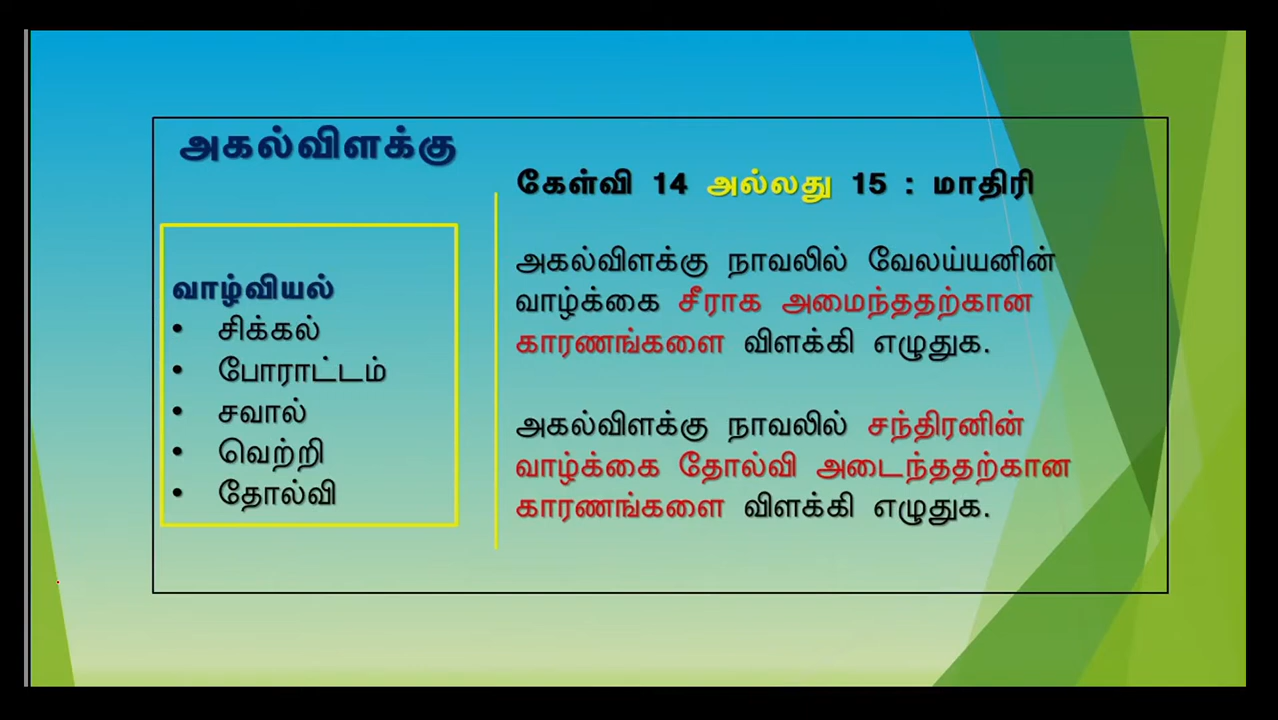 அகல்விளக்கு
வாழ்வியல்
• சிக்கல்
• போராட்டம்
• சவால்
• வெற்றி
• தோல்வி
கேள்வி 14 அல்லது 15 : மாதிரி
அகல்விளக்கு நாவலில் வேலய்யனின்
வாழ்க்கை சீராக அமைந்ததற்கான
காரணங்களை விளக்கி எழுதுக.
அகல்விளக்கு நாவலில் சந்திரனின்
வாழ்க்கை தோல்வி அடைந்ததற்கான
காரணங்களை விளக்கி எழுதுக.